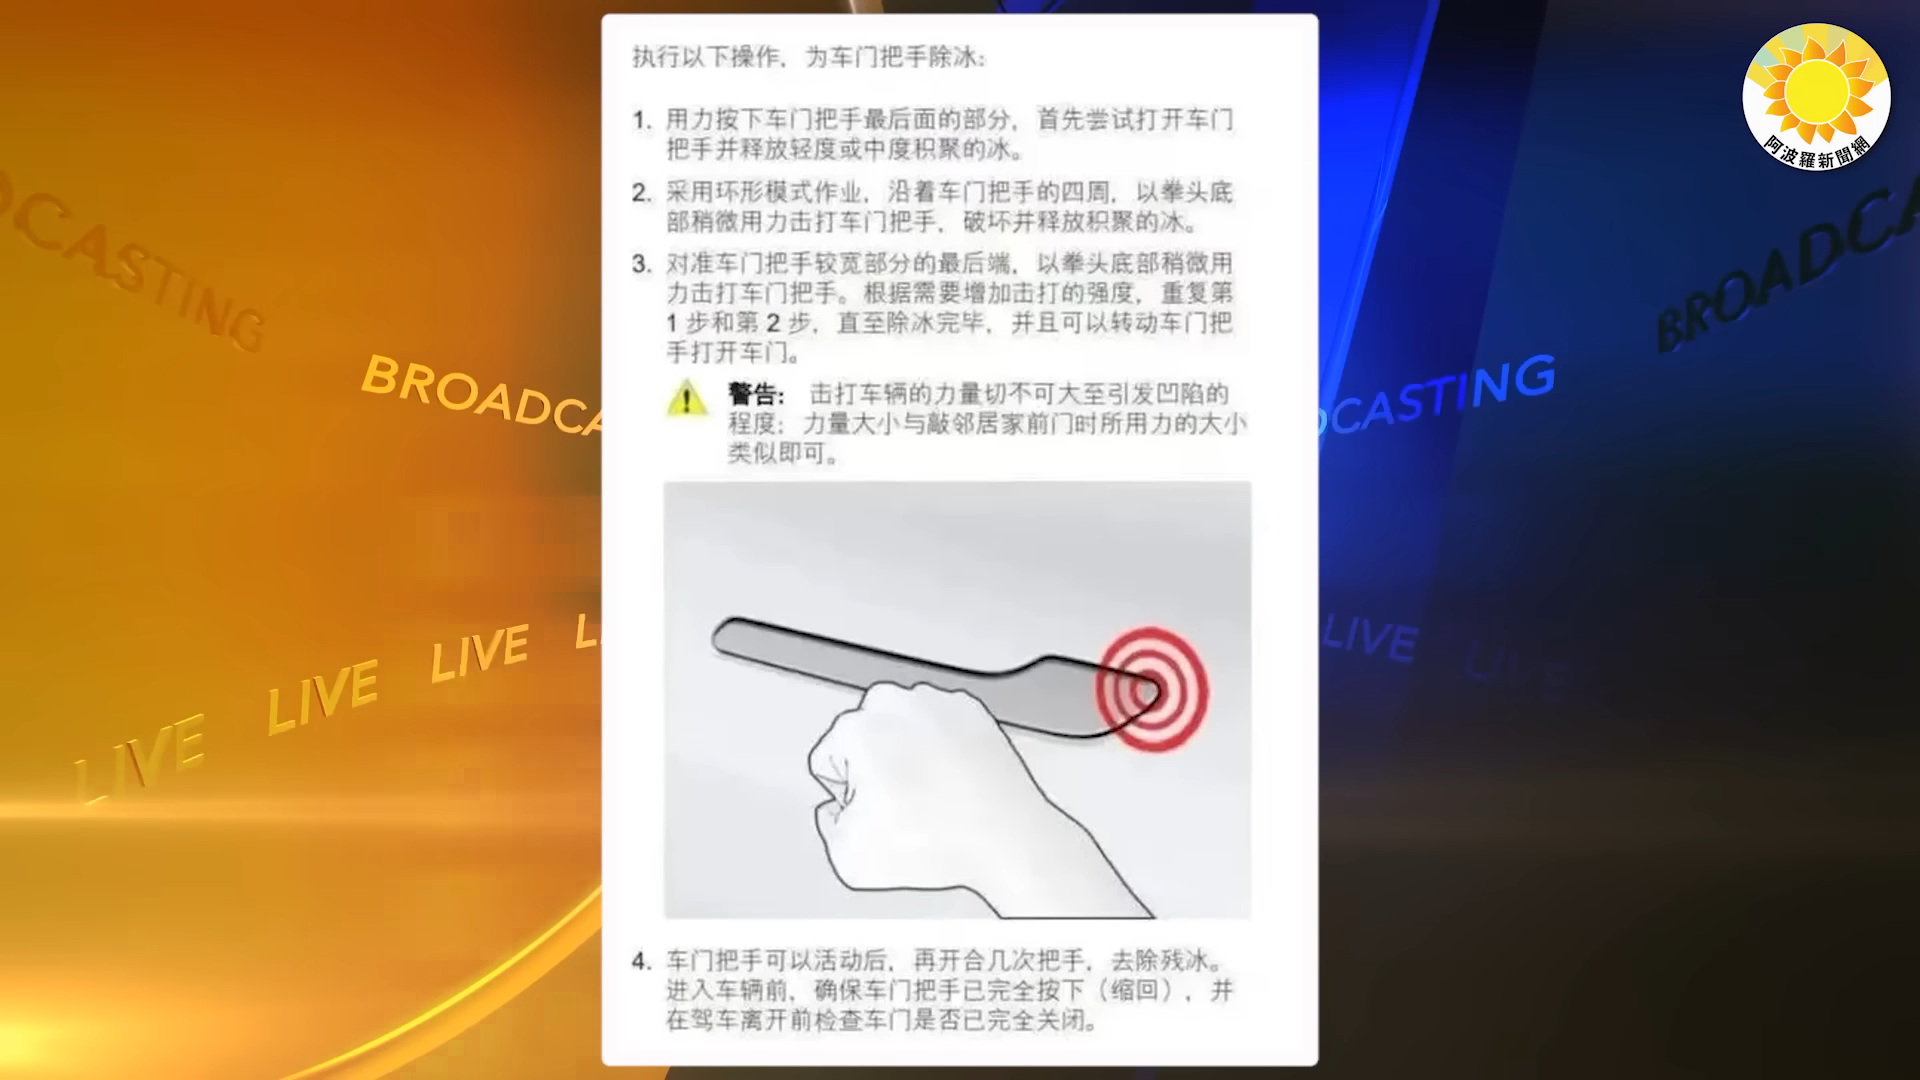 执行以下操作，为车门把手除冰：
1. 用力按下车门把手最后面的部分，首先尝试打开车门
把手并释放轻度或中度积聚的冰。
2. 采用环形模式作业，沿着车门把手的四周，以拳头底
部稍微用力击打车门把手，破坏并释放积聚的冰。
3. 对准车门把手较宽部分的最后端，以拳头底部稍微用
力击打车门把手。根据需要增加击打的强度，重复第
1 步和第 2 步，直至除冰完毕，并且可以转动车门把
手打开车门。
警告： 击打车辆的力量切不可大至引发凹陷的
程度；力量大小与敲邻居家前门时所用力的大小
类似即可。
4. 车门把手可以活动后，再开合几次把手，去除残冰。
进入车辆前，确保车门把手已完全按下（缩回），并
在驾车离开前检查车门是否已完全关闭。
阿波羅新聞網
DCASTING
BROADCA
LIVE
LIVE
LIVE
L
BROADCA
DCASTING
LIVE
LIVE